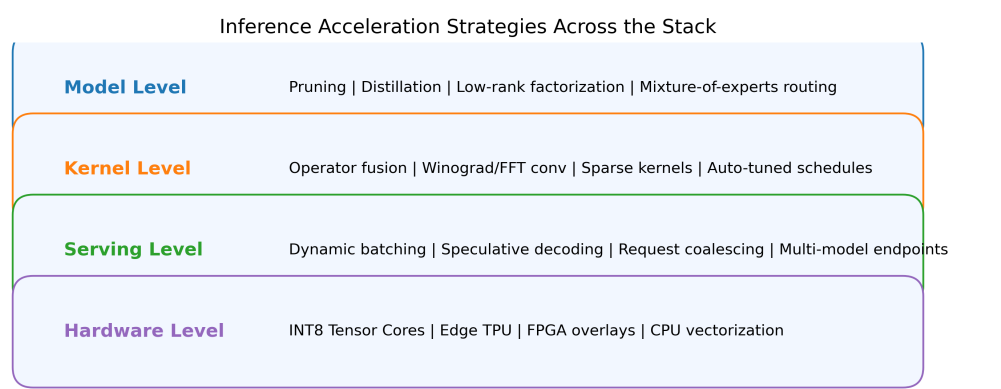 Inference Acceleration Strategies Across the Stack
Model Level Pruning | Distillation | Low-rank factorization | Mixture-of-experts routing
Kernel Level Operator fusion | Winograd/FFT conv | Sparse kernels | Auto-tuned schedules
Serving Level Dynamic batching | Speculative decoding | Request coalescing | Multi-model endpoints
Hardware Level INT8 Tensor Cores | Edge TPU | FPGA overlays | CPU vectorization